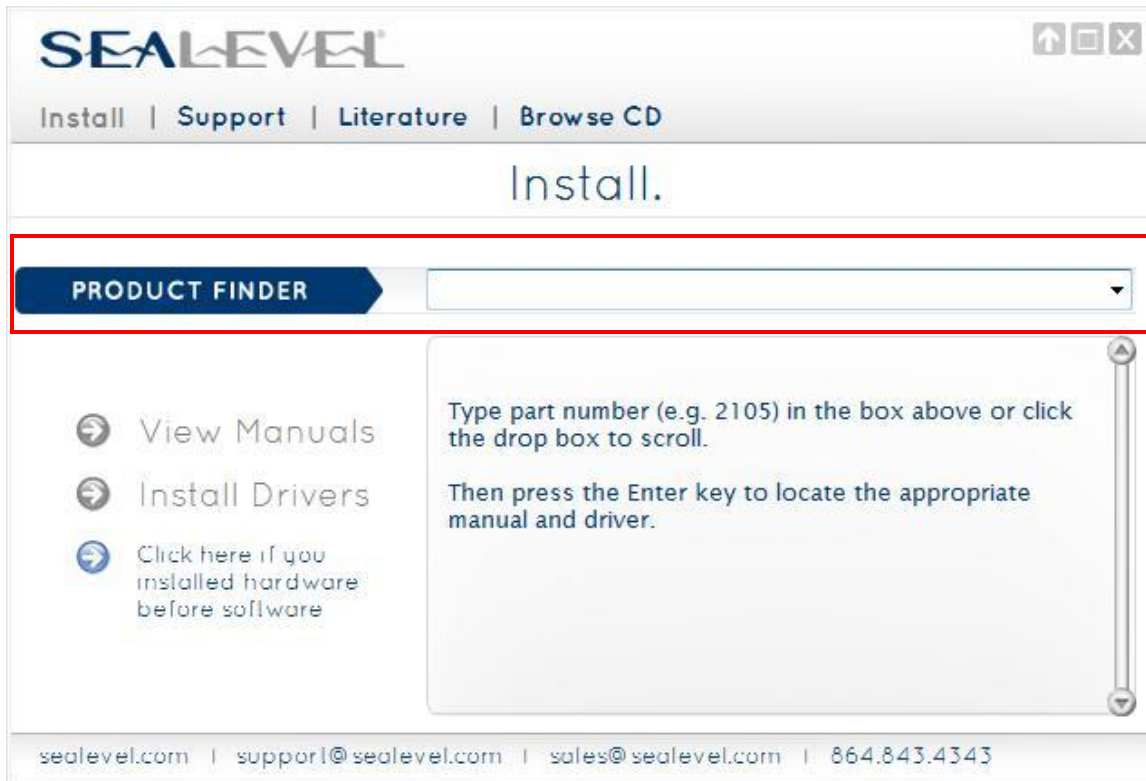 SEALEVEL®
Install | Support | Literature | Browse CD
Install.
PRODUCT FINDER
Type part number (e.g. 2105) in the box above or click
the drop box to scroll.
Then press the Enter key to locate the appropriate
manual and driver.
View Manuals
Install Drivers
Click here if you
installed hardware
before software
sealevel.com | support@sealevel.com | sales@sealevel.com | 864.843.4343